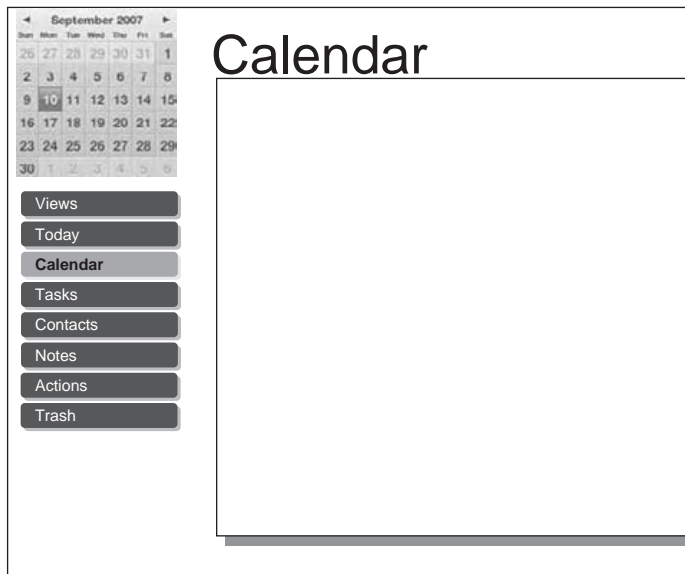 ◄ September 2007 ►
Sun Mon Tue Wed Thu Fri Sat
26 27 28 29 30 31 1
2 3 4 5 6 7 8
9 10 11 12 13 14 15
16 17 18 19 20 21 22
23 24 25 26 27 28 29
30 1 2 3 4 5 6
Views
Today
Calendar
Tasks
Contacts
Notes
Actions
Trash
Calendar